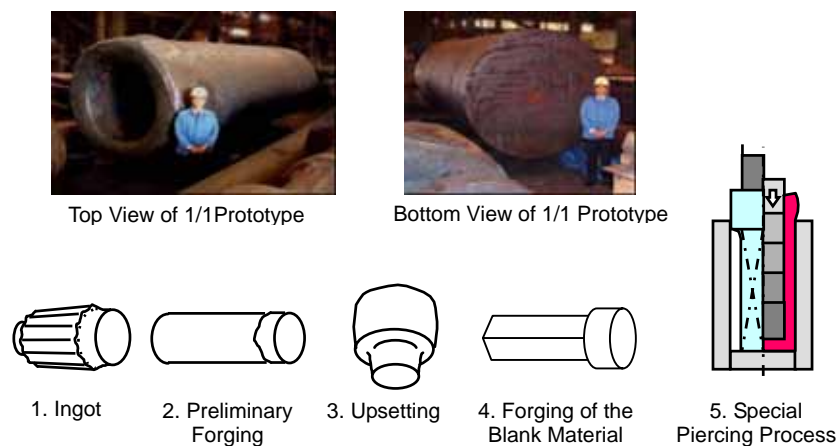 Top View of 1/1Prototype
Bottom View of 1/1 Prototype
1. Ingot
2. Preliminary
Forging
3. Upsetting
4. Forging of the
Blank Material
5. Special
Piercing Process